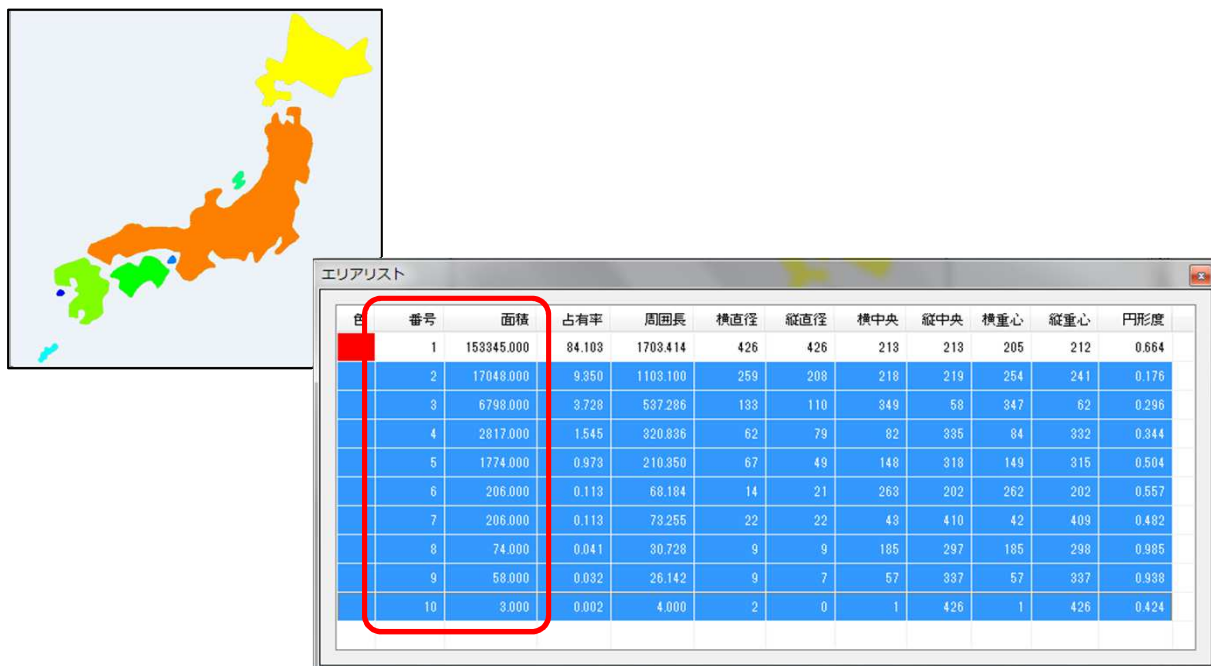 エリアリスト
色 番号 面積 占有率 周囲長 横直径 縦直径 横中央 縦中央 横重心 縦重心 円形度
1 153345.000 84.103 1703.414 426 426 213 213 205 212 0.664
2 17048.000 9.350 1103.100 259 208 218 219 254 241 0.176
3 6798.000 3.728 537.286 133 110 349 58 347 62 0.296
4 2817.000 1.545 320.836 62 79 82 335 84 332 0.344
5 1774.000 0.973 210.350 67 49 148 318 149 315 0.504
6 206.000 0.113 68.184 14 21 263 202 262 202 0.557
7 206.000 0.113 73.255 22 22 43 410 42 409 0.482
8 74.000 0.041 30.728 9 9 185 297 185 298 0.985
9 58.000 0.032 26.142 9 7 57 337 57 337 0.938
10 3.000 0.002 4.000 2 0 1 426 1 426 0.424